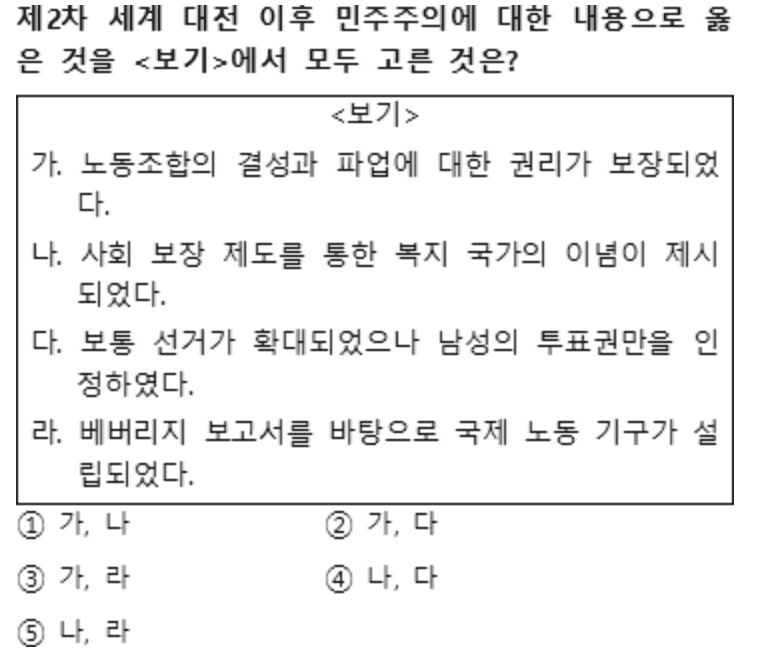 제2차 세계 대전 이후 민주주의에 대한 내용으로 옳
은 것을 <보기>에서 모두 고른 것은?
<보기>
가. 노동조합의 결성과 파업에 대한 권리가 보장되었
다.
나. 사회 보장 제도를 통한 복지 국가의 이념이 제시
되었다.
다. 보통 선거가 확대되었으나 남성의 투표권만을 인
정하였다.
라. 베버리지 보고서를 바탕으로 국제 노동 기구가 설
립되었다.
① 가, 나 ② 가, 다
③ 가, 라 ④ 나, 다
⑤ 나, 라